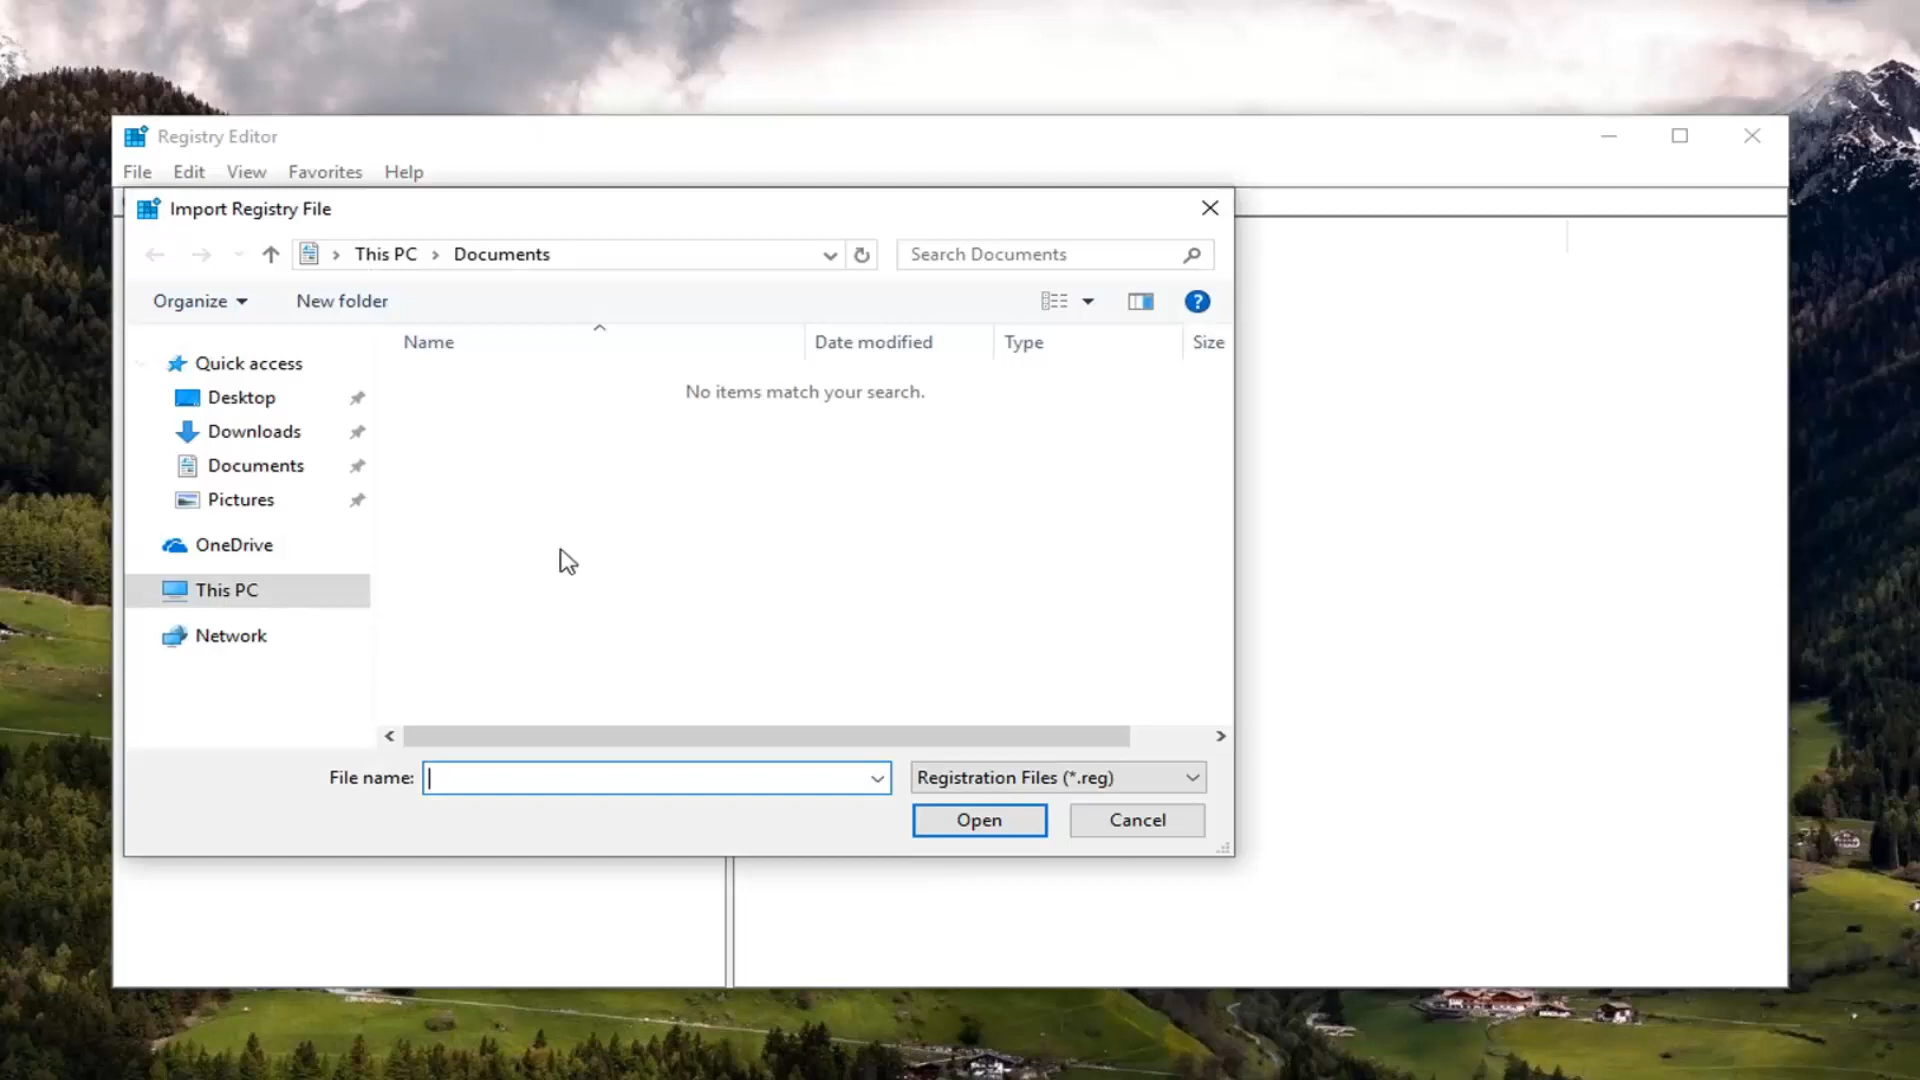 Registry Editor
File Edit View Favorites Help
Import Registry File
This PC Documents
Search Documents
Organize New folder
Name Date modified Type Size
No items match your search.
Quick access
Desktop
Downloads
Documents
Pictures
OneDrive
This PC
Network
File name: Registration Files (*.reg)
Open Cancel